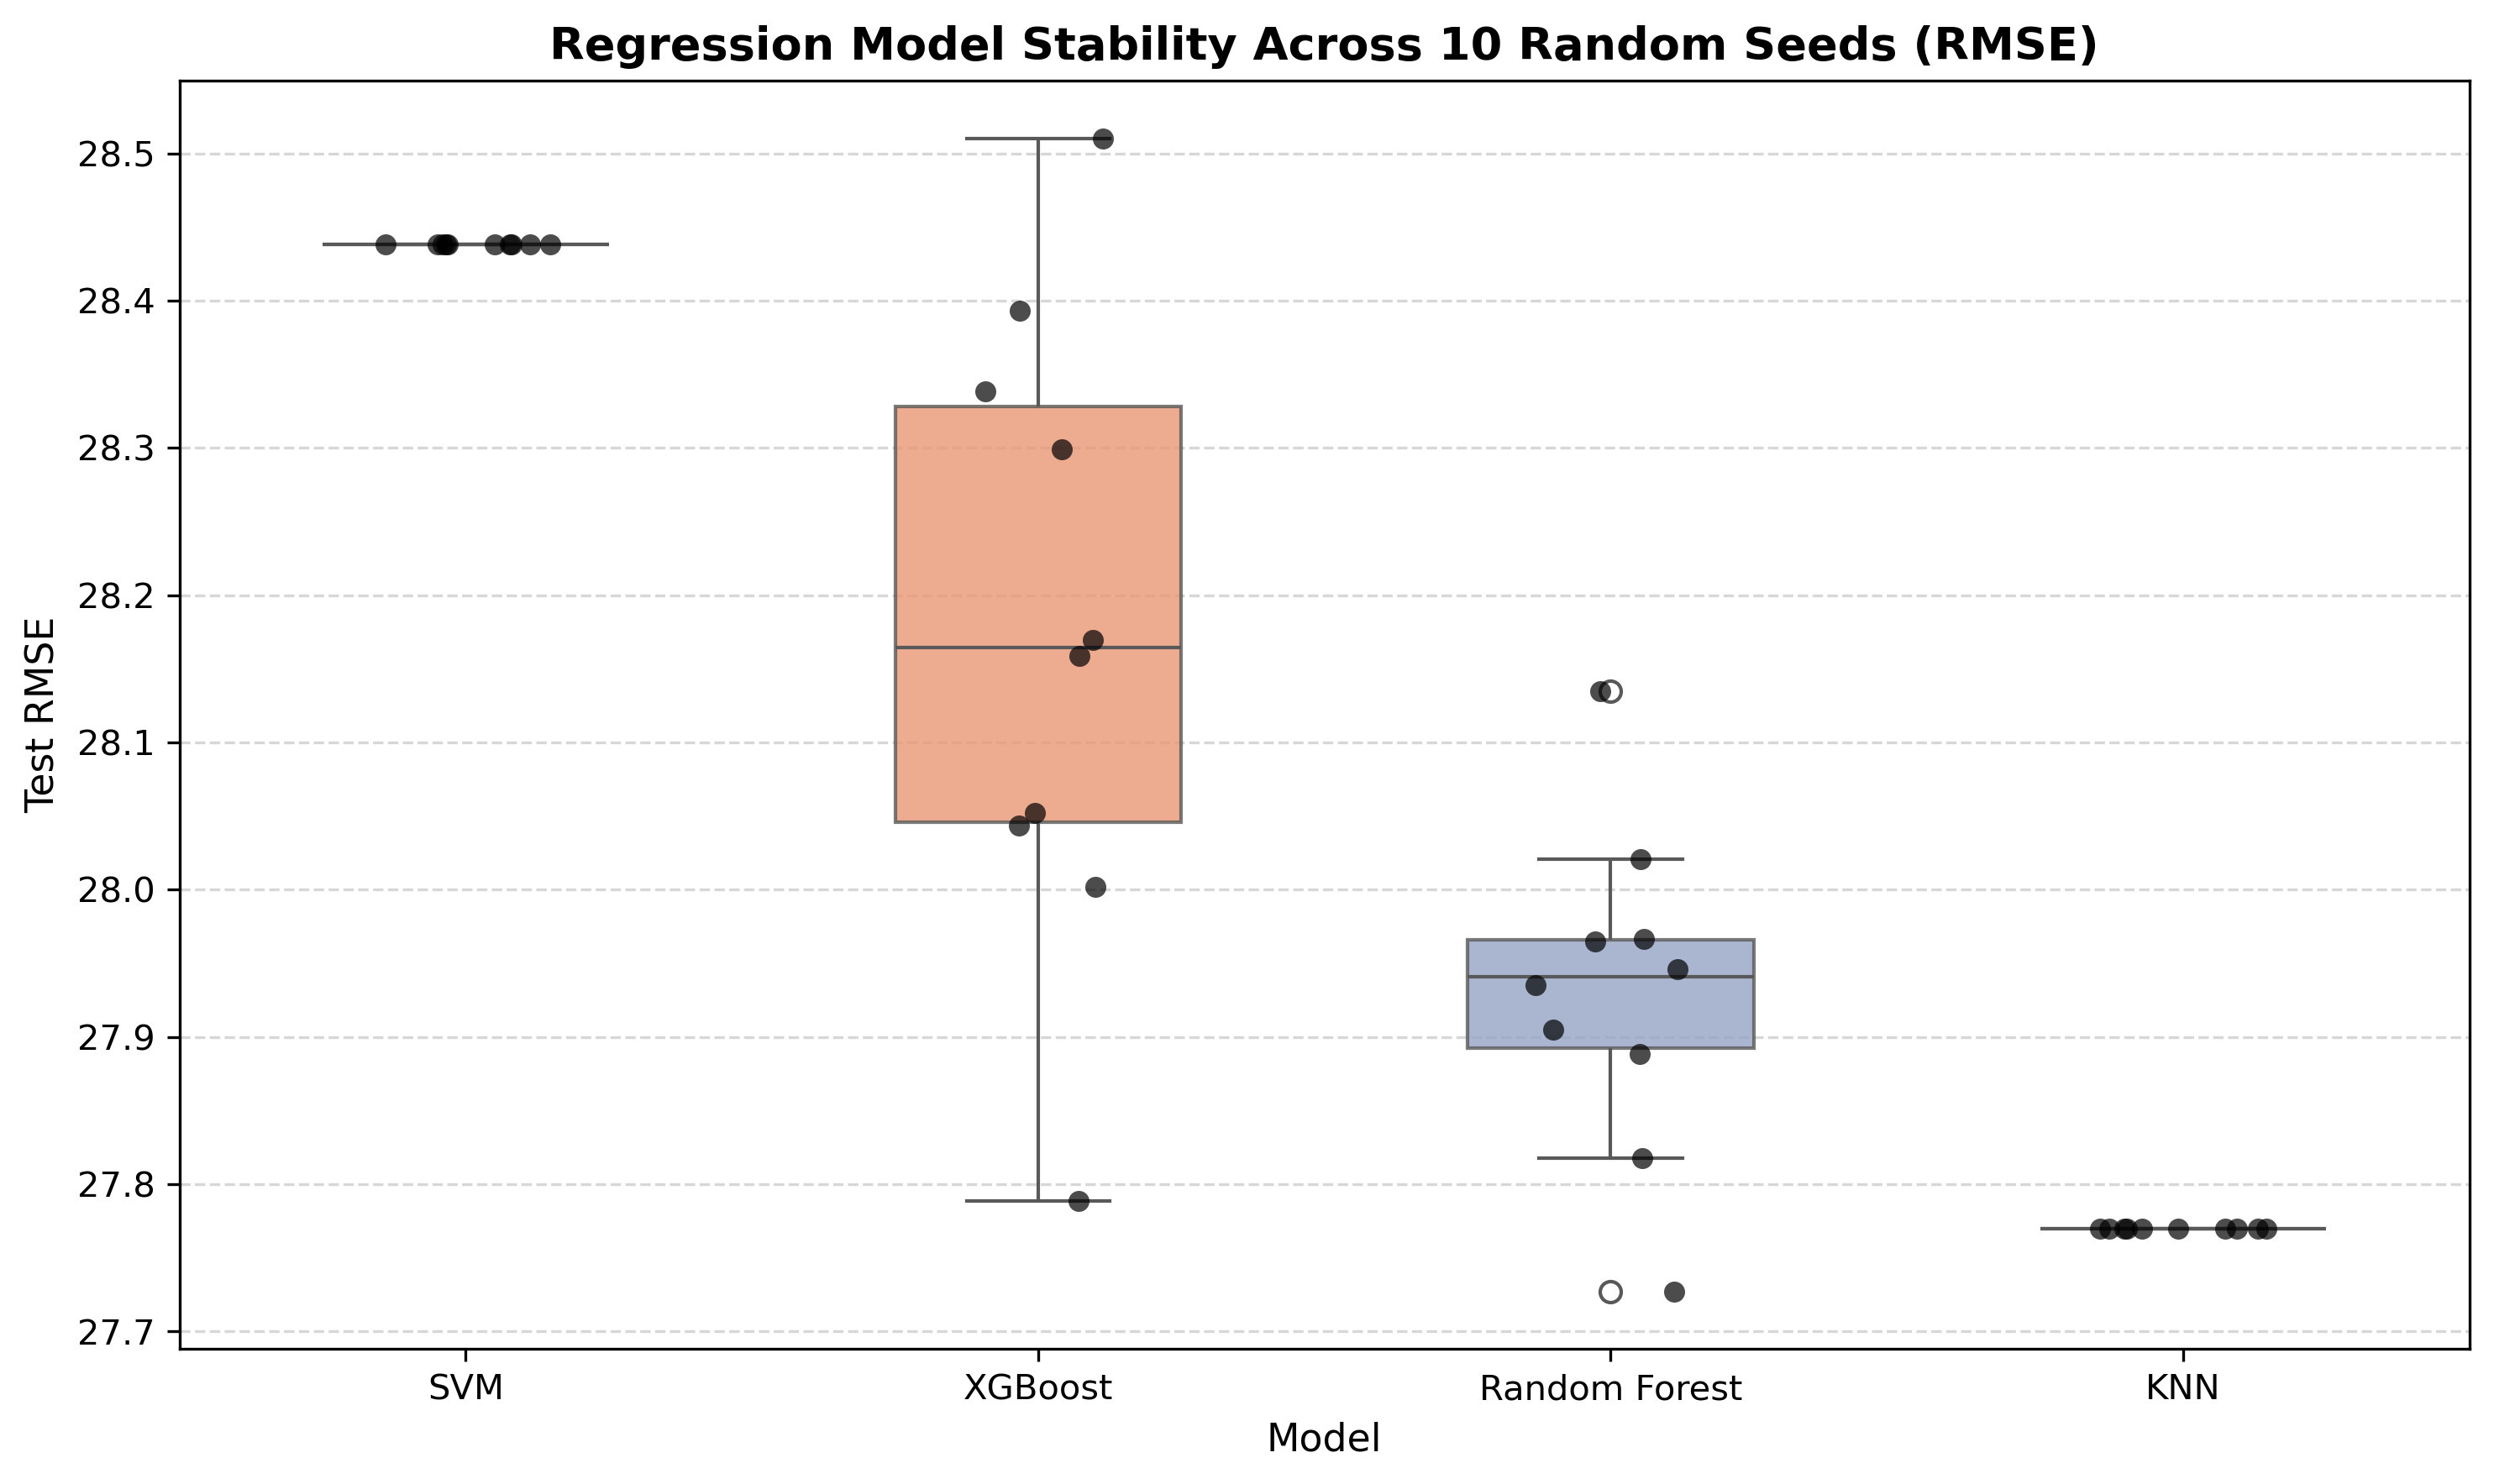 Regression Model Stability Across 10 Random Seeds (RMSE)
Test RMSE
28.5
28.4
28.3
28.2
28.1
28.0
27.9
27.8
27.7
SVM XGBoost Random Forest KNN
Model